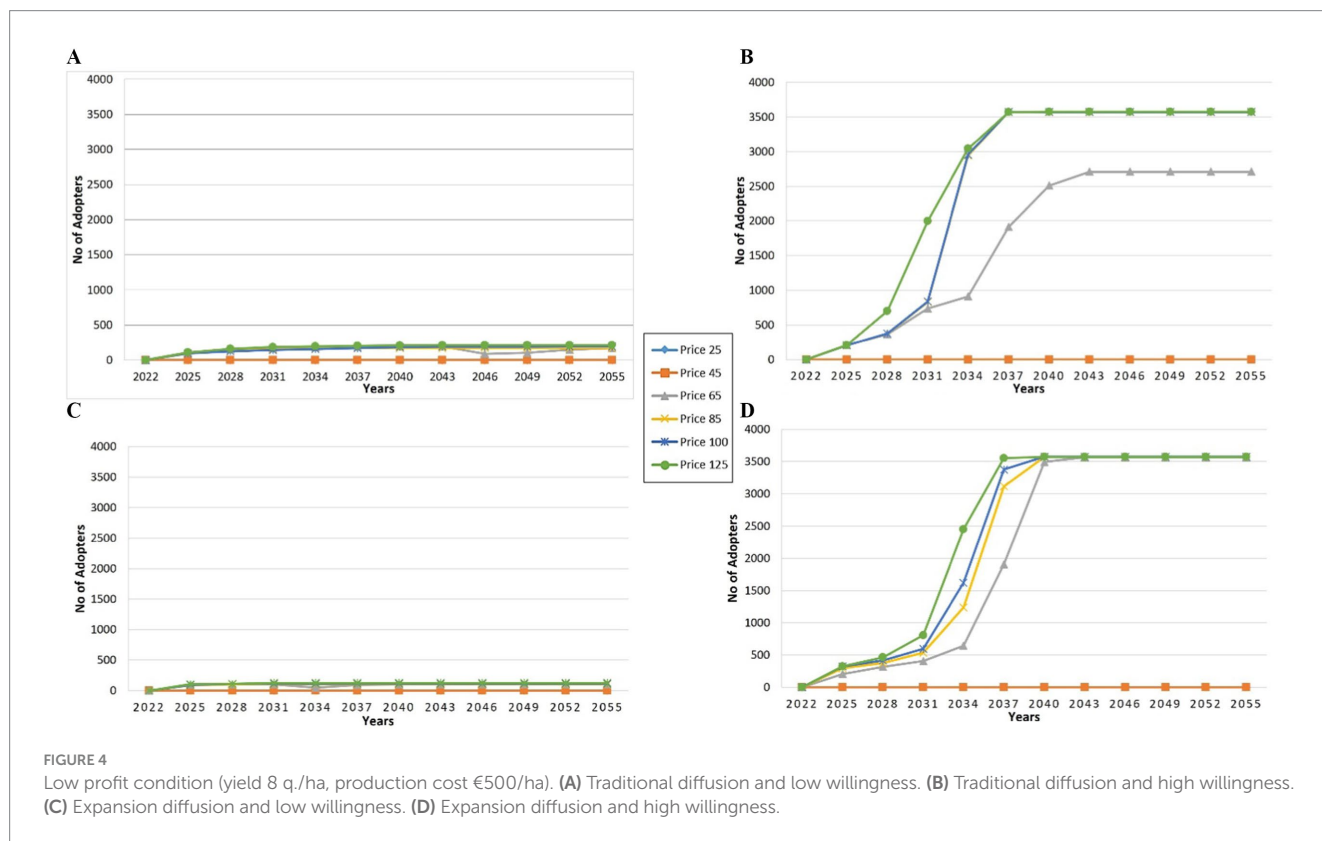 A
4000
3500
3000
2500
2000
1500
1000
500
0
No of Adopters
2022 2025 2028 2031 2034 2037 2040 2043 2046 2049 2052 2055
Years
B
4000
3500
3000
2500
2000
1500
1000
500
0
No of Adopters
2022 2025 2028 2031 2034 2037 2040 2043 2046 2049 2052 2055
Years
Price 25
Price 45
Price 65
Price 85
Price 100
Price 125
C
4000
3500
3000
2500
2000
1500
1000
500
0
No of Adopters
2022 2025 2028 2031 2034 2037 2040 2043 2046 2049 2052 2055
Years
D
4000
3500
3000
2500
2000
1500
1000
500
0
No of Adopters
2022 2025 2028 2031 2034 2037 2040 2043 2046 2049 2052 2055
Years
FIGURE 4
Low profit condition (yield 8 q./ha, production cost €500/ha). (A) Traditional diffusion and low willingness. (B) Traditional diffusion and high willingness.
(C) Expansion diffusion and low willingness. (D) Expansion diffusion and high willingness.